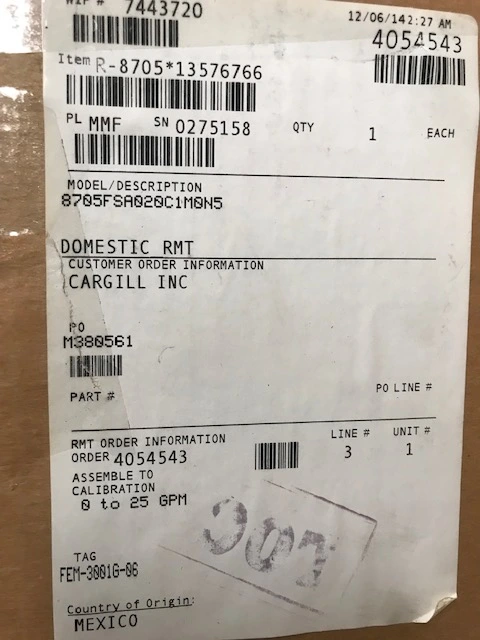 WIP # 7443720
12/06/14 2:27 AM
4054543
Item R-8705*13576766
PL MMF SN 0275158 QTY 1 EACH
MODEL/DESCRIPTION
8705FSA020C1M0N5
DOMESTIC RMT
CUSTOMER ORDER INFORMATION
CARGILL INC
PO
M380561
PART # PO LINE #
RMT ORDER INFORMATION LINE # UNIT #
ORDER 4054543 3 1
ASSEMBLE TO
CALIBRATION
0 to 25 GPM
TAG
FEM-3001G-06
Country of Origin:
MEXICO